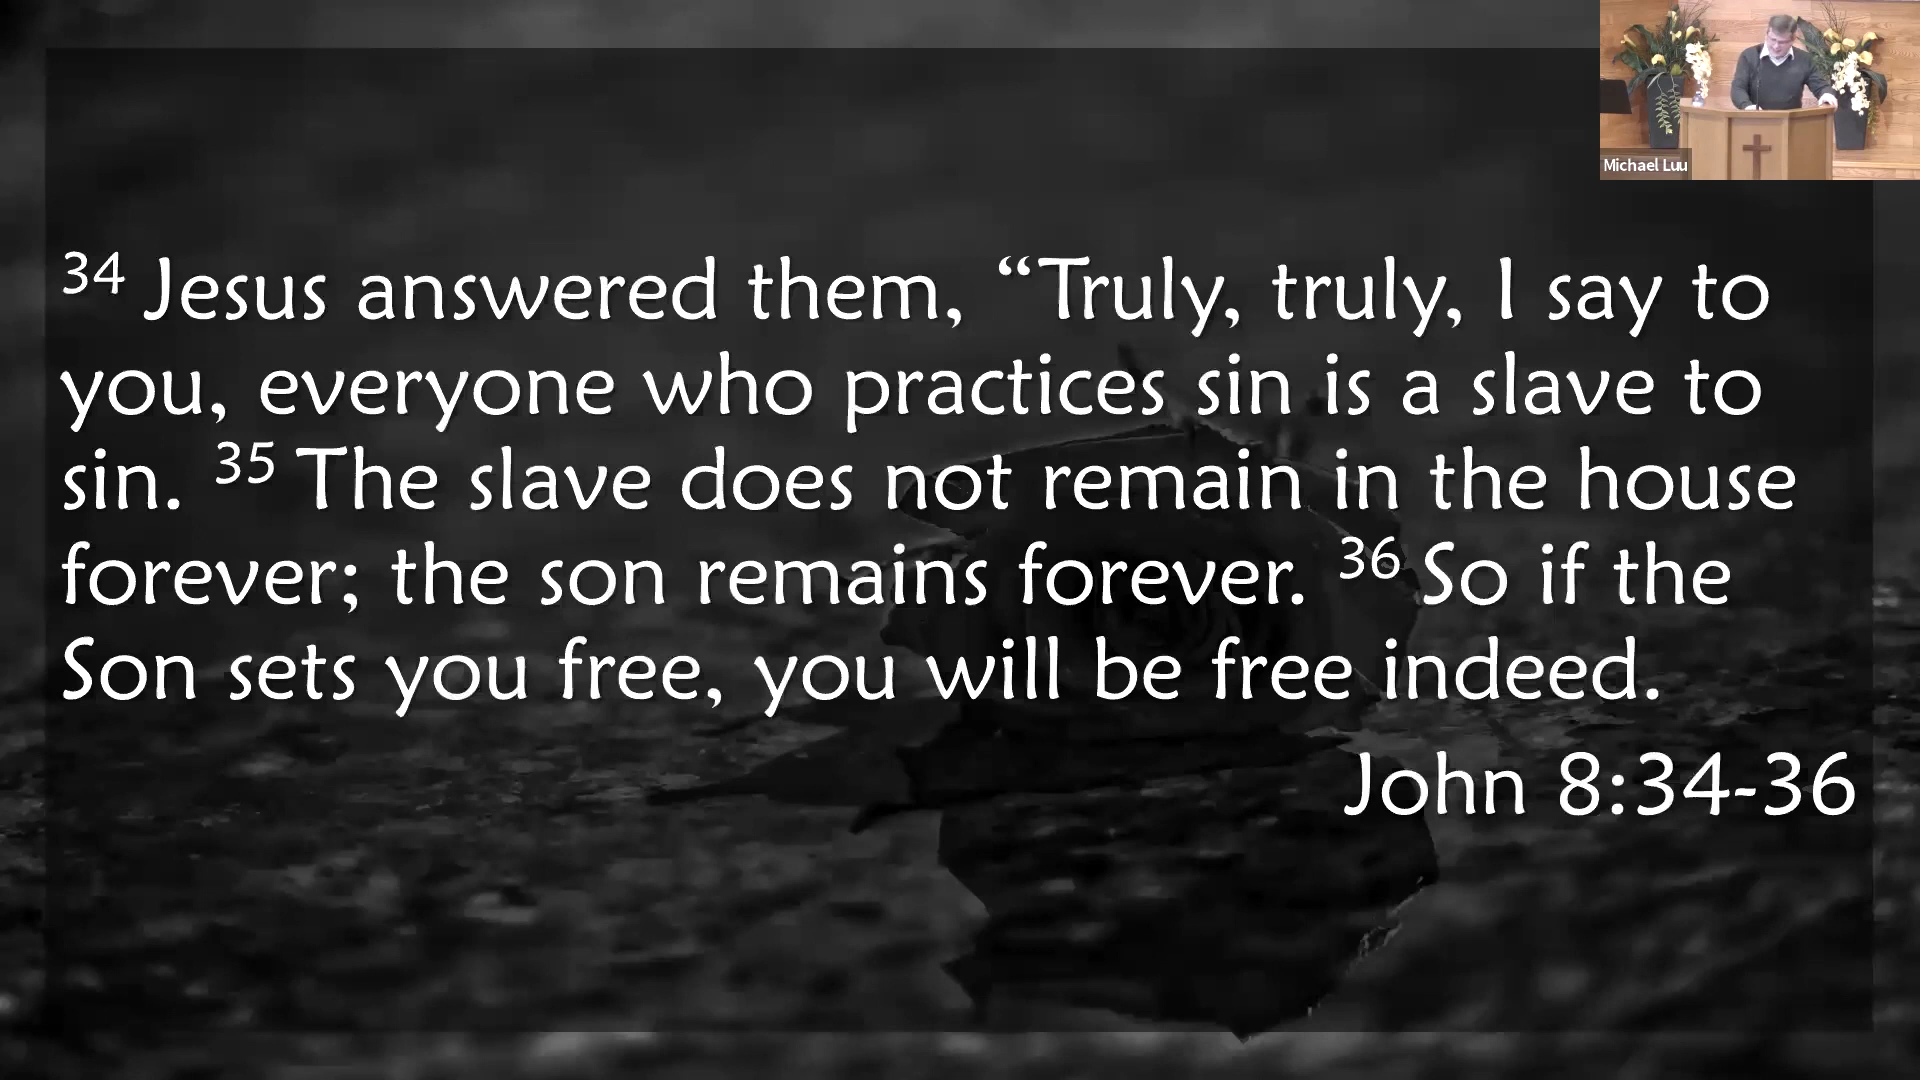 Michael Luu
34 Jesus answered them, “Truly, truly, I say to
you, everyone who practices sin is a slave to
sin. 35 The slave does not remain in the house
forever; the son remains forever. 36 So if the
Son sets you free, you will be free indeed.
John 8:34-36